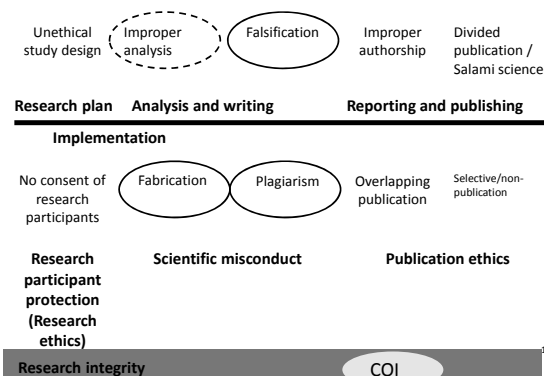 Unethical
study design
Improper
analysis
Falsification
Improper
authorship
Divided
publication /
Salami science
Research plan
Analysis and writing
Reporting and publishing
Implementation
No consent of
research
participants
Fabrication
Plagiarism
Overlapping
publication
Selective/non-
publication
Research
participant
protection
(Research
ethics)
Scientific misconduct
Publication ethics
1
Research integrity
COI